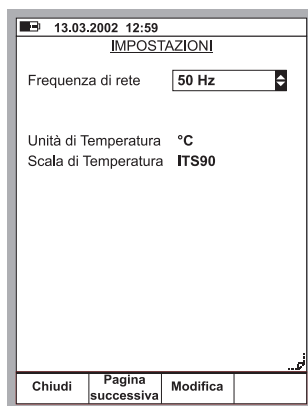 13.03.2002 12:59
IMPOSTAZIONI
Frequenza di rete 50 Hz
Unità di Temperatura °C
Scala di Temperatura ITS90
Chiudi Pagina successiva Modifica